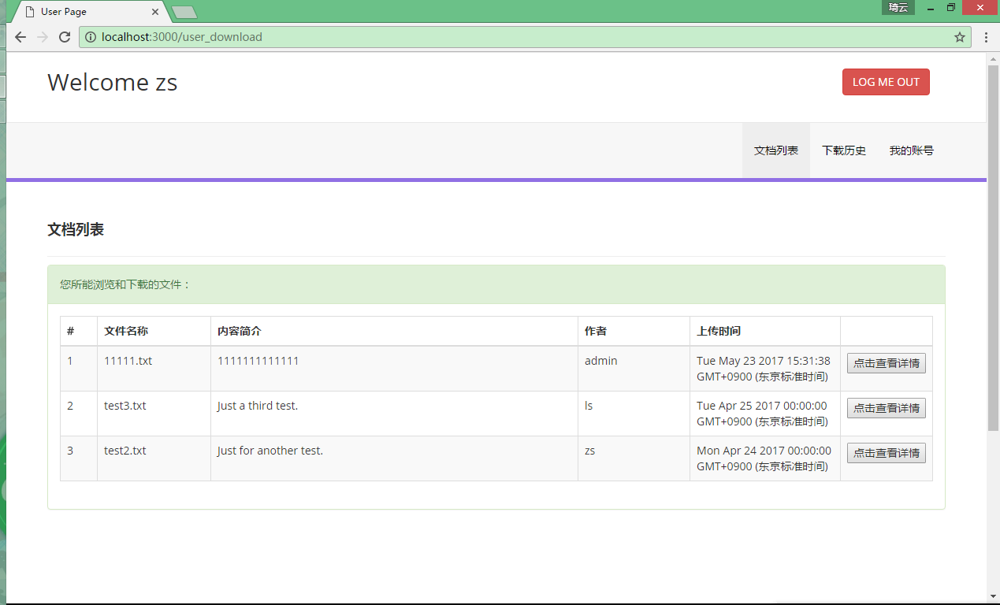 User Page
琦云
localhost:3000/user_download
Welcome zs
LOG ME OUT
文档列表 下载历史 我的账号
文档列表
您所能浏览和下载的文件：
# 文件名称 内容简介 作者 上传时间
1 11111.txt 1111111111111 admin Tue May 23 2017 15:31:38 GMT+0900 (东京标准时间) 点击查看详情
2 test3.txt Just a third test. ls Tue Apr 25 2017 00:00:00 GMT+0900 (东京标准时间) 点击查看详情
3 test2.txt Just for another test. zs Mon Apr 24 2017 00:00:00 GMT+0900 (东京标准时间) 点击查看详情